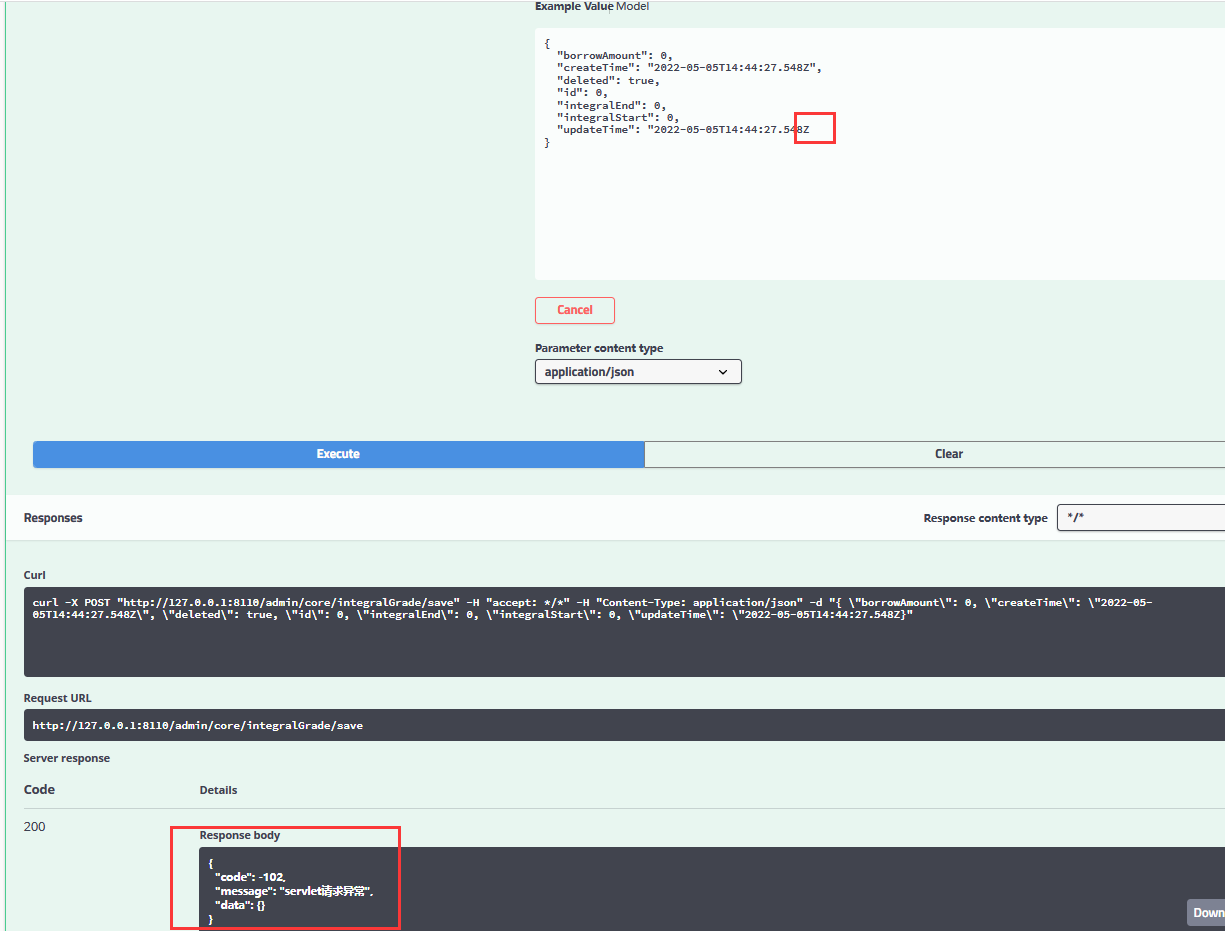 Example Value Model
{
"borrowAmount": 0,
"createTime": "2022-05-05T14:44:27.548Z",
"deleted": true,
"id": 0,
"integralEnd": 0,
"integralStart": 0,
"updateTime": "2022-05-05T14:44:27.548Z
}
Cancel
Parameter content type
application/json
Execute
Clear
Responses
Response content type
*/*
Curl
curl -X POST "http://127.0.0.1:8110/admin/core/integralGrade/save" -H "accept: */*" -H "Content-Type: application/json" -d "{ \"borrowAmount\": 0, \"createTime\": \"2022-05-
05T14:44:27.548Z\", \"deleted\": true, \"id\": 0, \"integralEnd\": 0, \"integralStart\": 0, \"updateTime\": \"2022-05-05T14:44:27.548Z}"
Request URL
http://127.0.0.1:8110/admin/core/integralGrade/save
Server response
Code
Details
200
Response body
{
"code": -102,
"message": "servlet请求异常",
"data": {}
}
Down